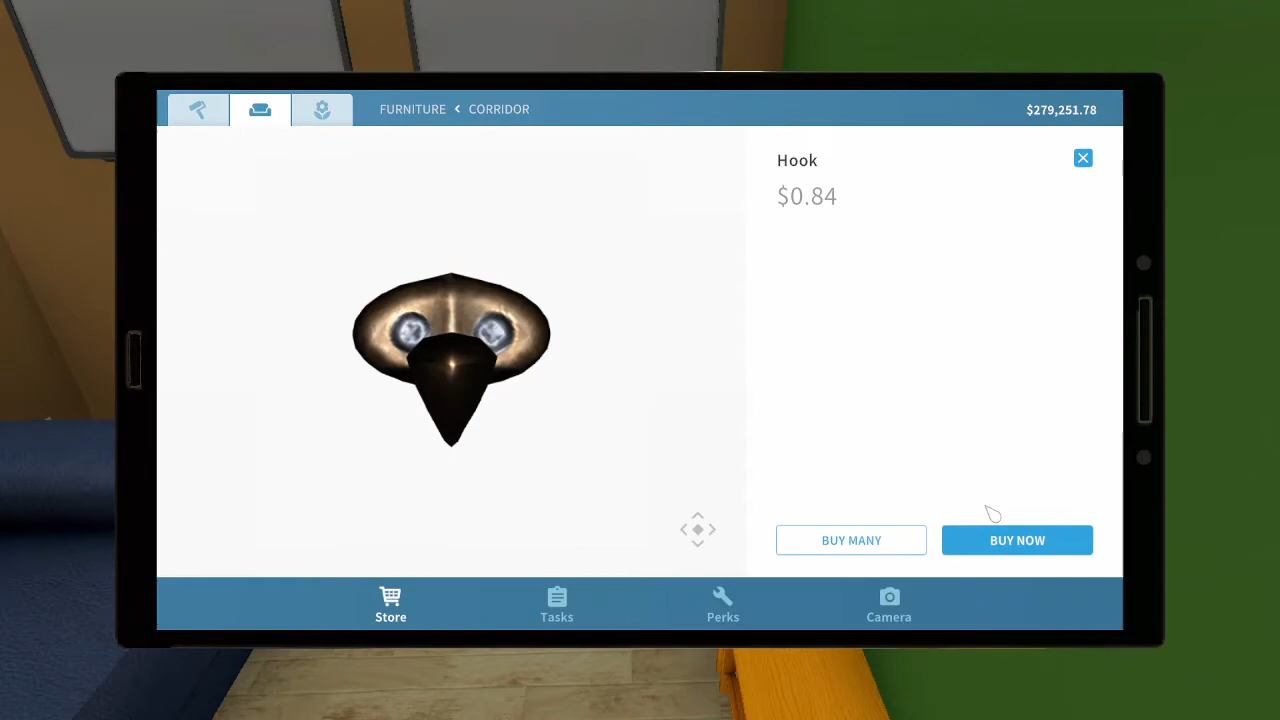 FURNITURE < CORRIDOR
$279,251.78
Hook
$0.84
BUY MANY
BUY NOW
Store
Tasks
Perks
Camera